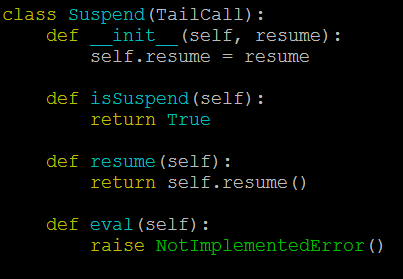 class Suspend(TailCall):
    def __init__(self, resume):
        self.resume = resume
    def isSuspend(self):
        return True
    def resume(self):
        return self.resume()
    def eval(self):
        raise NotImplementedError()